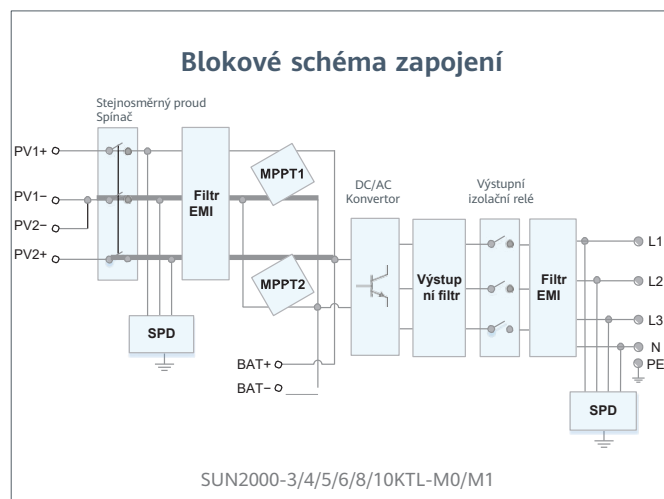 Blokové schéma zapojení
Stejnosměrný proud
Spínač
PV1+
PV1−
PV2−
PV2+
Filtr
EMI
MPPT1
MPPT2
SPD
BAT+
BAT−
DC/AC
Konvertor
Výstup
ní filtr
Výstupní
izolační relé
Filtr
EMI
L1
L2
L3
N
PE
SPD
SUN2000-3/4/5/6/8/10KTL-M0/M1